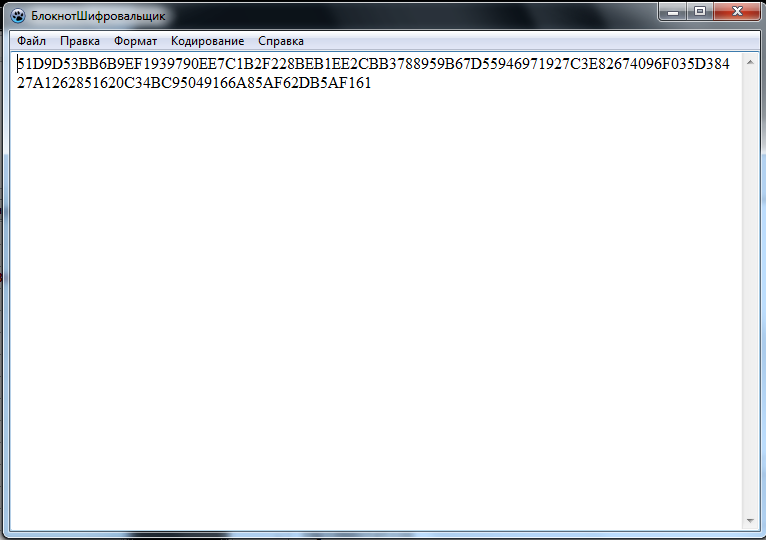 БлокнотШифровальщик
Файл Правка Формат Кодирование Справка
51D9D53BB6B9EF1939790EE7C1B2F228BEB1EE2CBB3788959B67D55946971927C3E82674096F035D384
27A1262851620C34BC95049166A85AF62DB5AF161